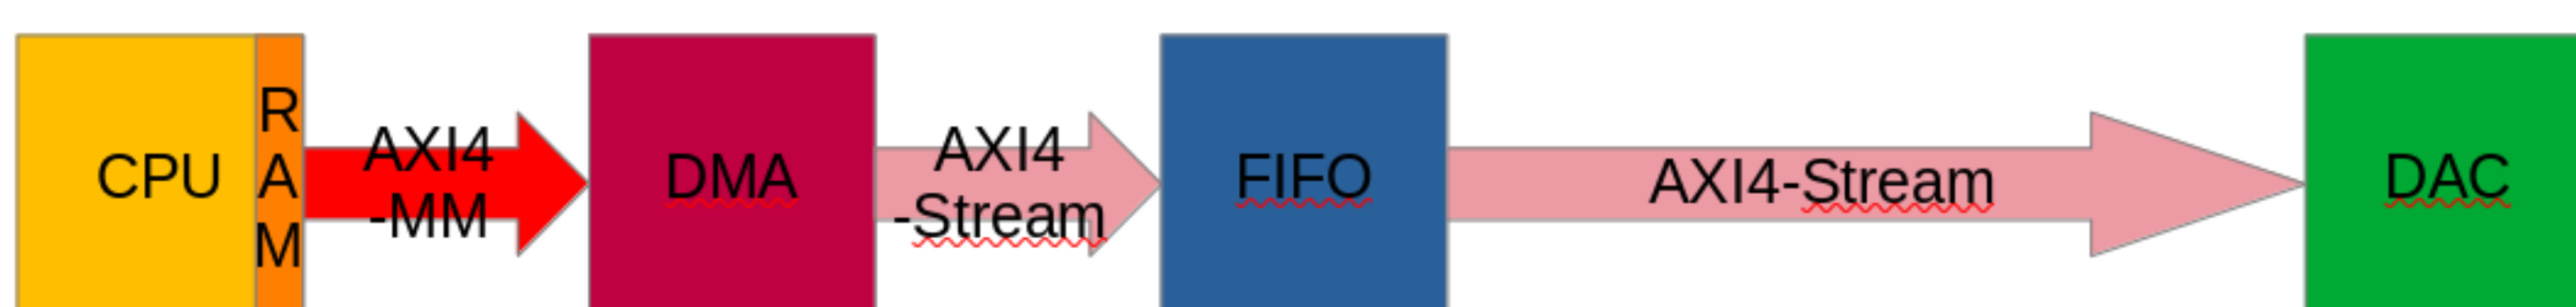 CPU
R
A
M
AXI4
-MM
DMA
AXI4
-Stream
FIFO
AXI4-Stream
DAC